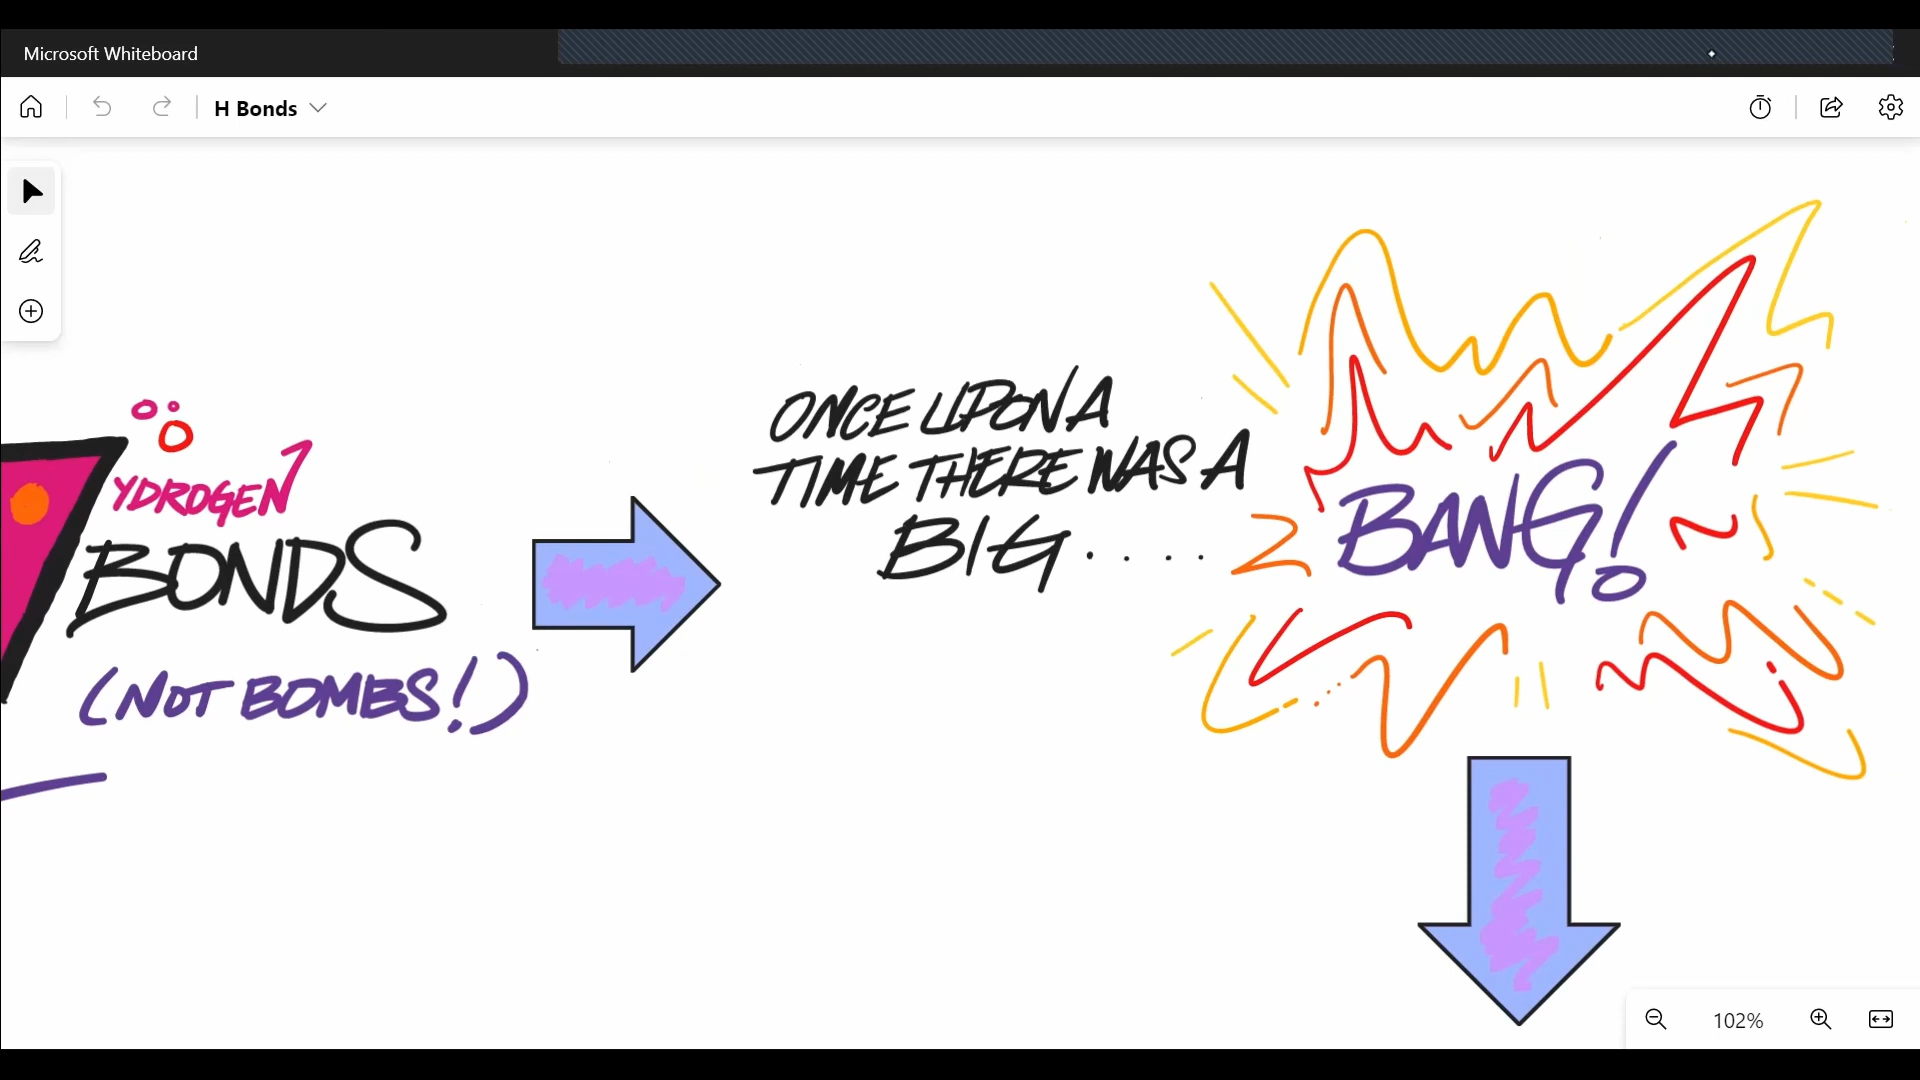 Microsoft Whiteboard
H Bonds
YDROGEN
BONDS
(NOT BOMBS!)
ONCE UPON A
TIME THERE WAS A
BIG.....
BANG!
102%